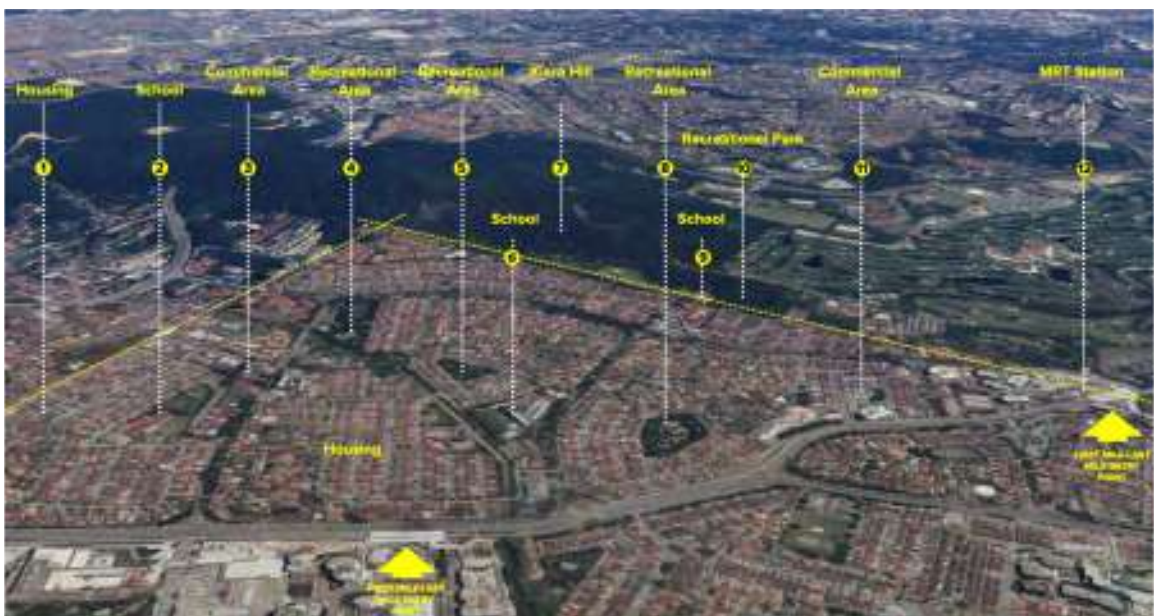 Housing
School
Commercial
Area
Recreational
Area
Recreational
Area
Kiara Hill
Recreational
Area
Commercial
Area
MRT Station
Recreational Park
1
2
3
4
5
7
8
10
11
12
School
School
6
9
Housing